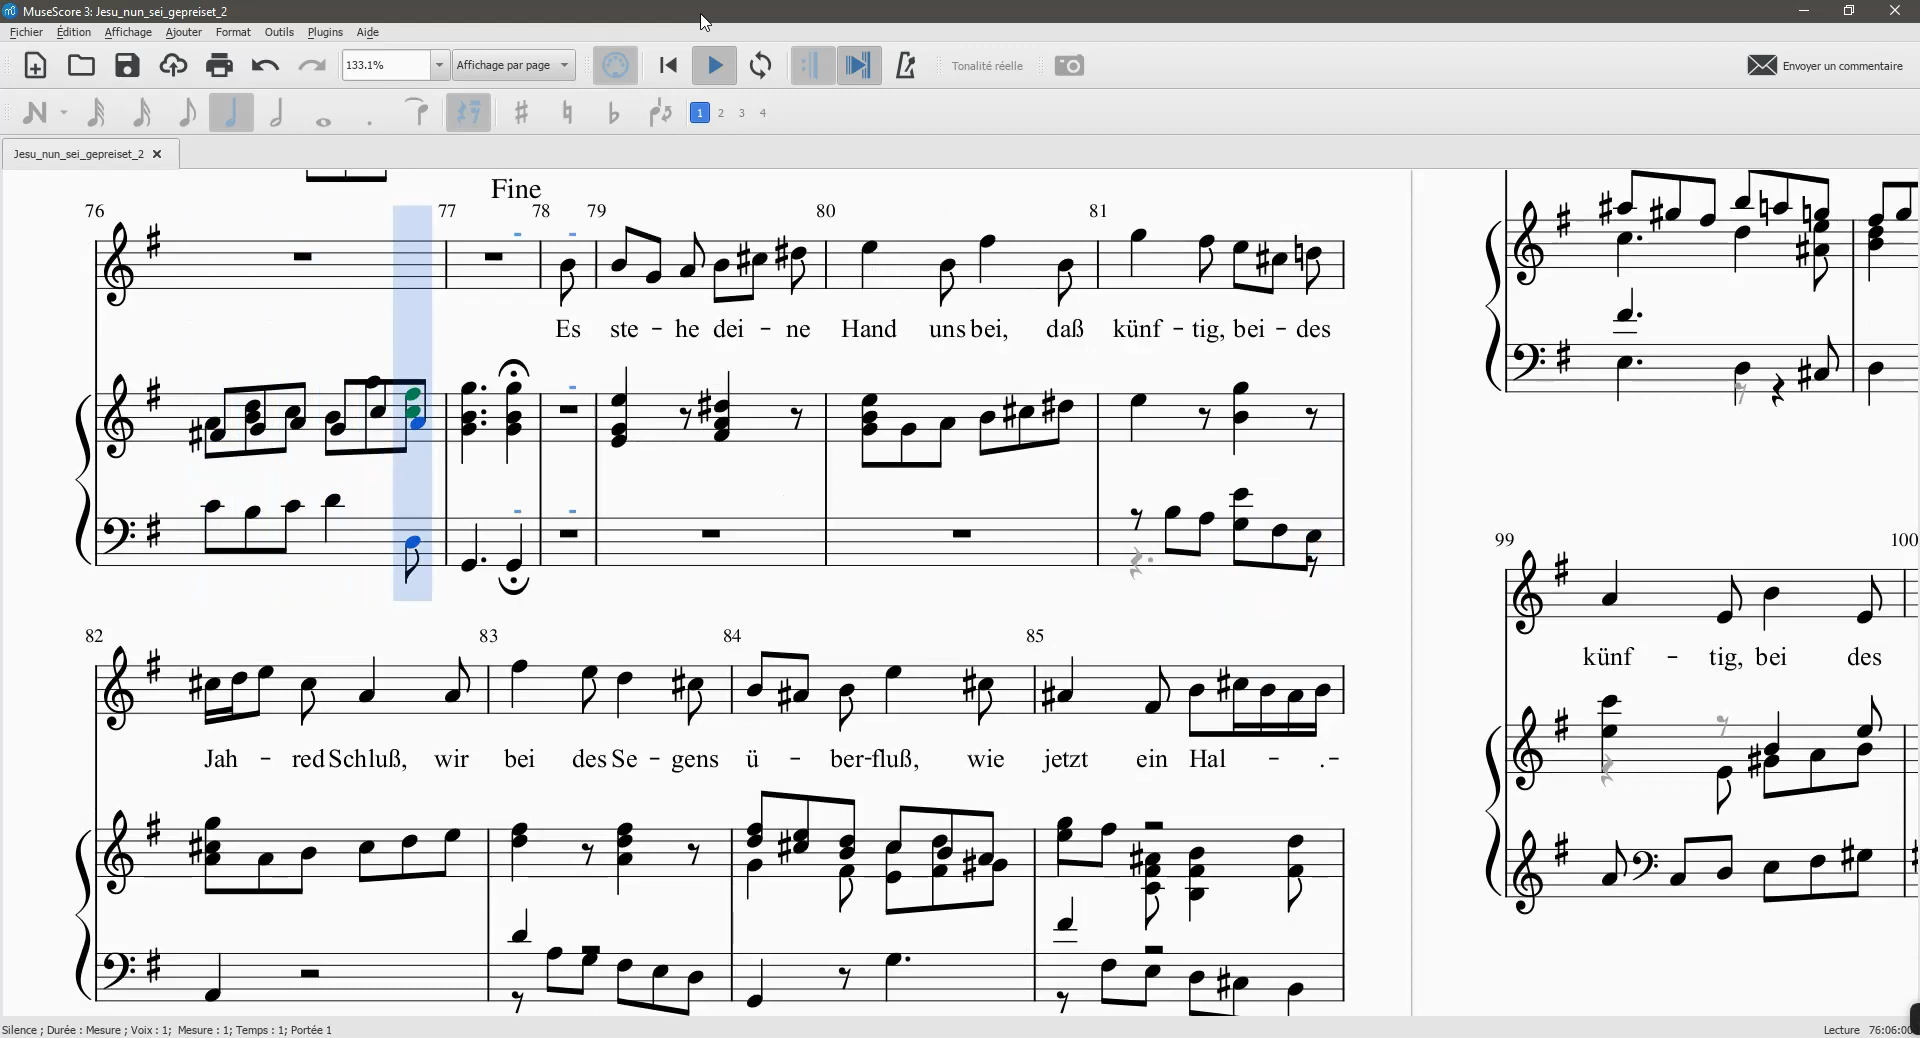 MuseScore 3: Jesu_nun_sei_gepreiset_2
Fichier Édition Affichage Ajouter Format Outils Plugins Aide
133.1% Affichage par page Tonalité réelle Envoyer un commentaire
1 2 3 4
Jesu_nun_sei_gepreiset_2
Fine
76 77 78 79 80 81
Es ste - he dei - ne Hand uns bei, daß künf - tig, bei - des
82 83 84 85
Jah - red Schluß, wir bei des Se - gens ü - ber-fluß, wie jetzt ein Hal - .-
99 100
künf - tig, bei des
Silence ; Durée : Mesure ; Voix : 1; Mesure : 1; Temps : 1; Portée 1
Lecture 76:06:00